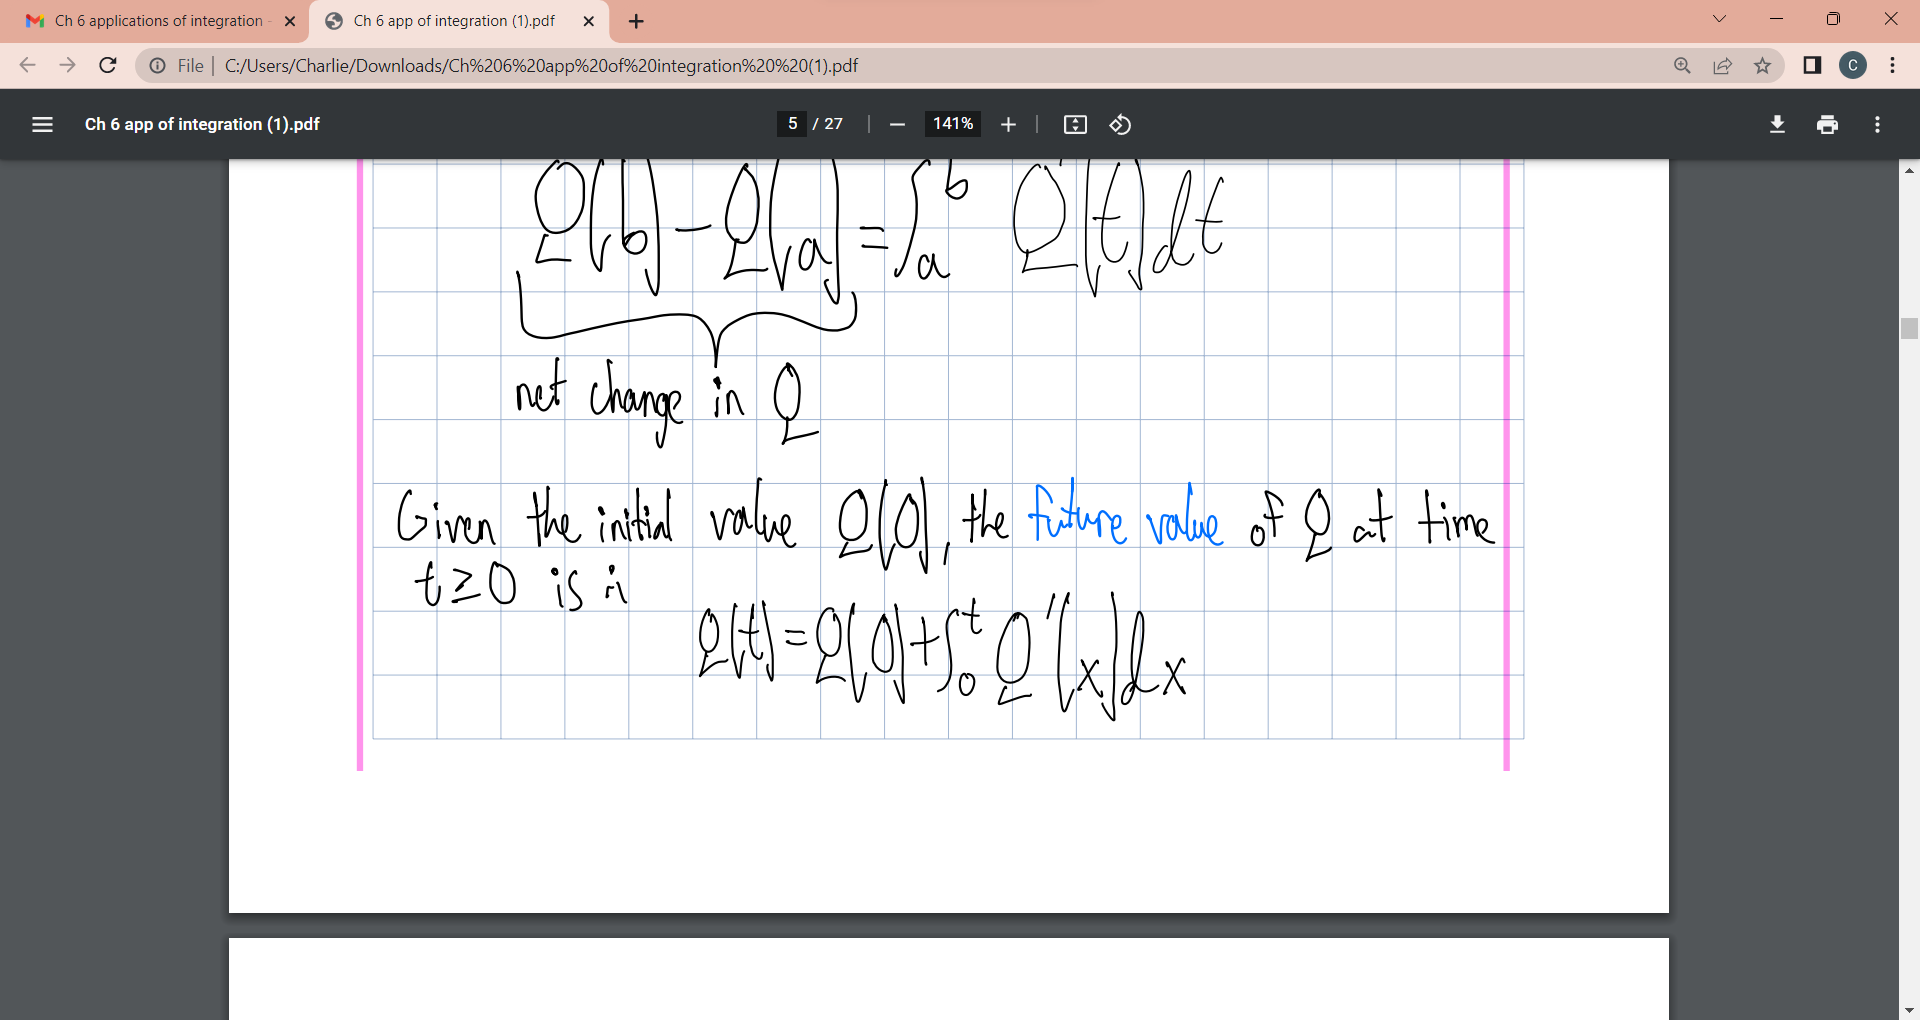 Ch 6 applications of integration
Ch 6 app of integration (1).pdf
File | C:/Users/Charlie/Downloads/Ch%206%20app%20of%20integration%20%20(1).pdf
C
Ch 6 app of integration (1).pdf
5 / 27
141%
Q(b) - Q(a) = ∫_a^b Q'(t) dt
net change in Q
Given the initial value Q(0), the future value of Q at time
t ≥ 0 is
Q(t) = Q(0) + ∫_0^t Q'(x) dx